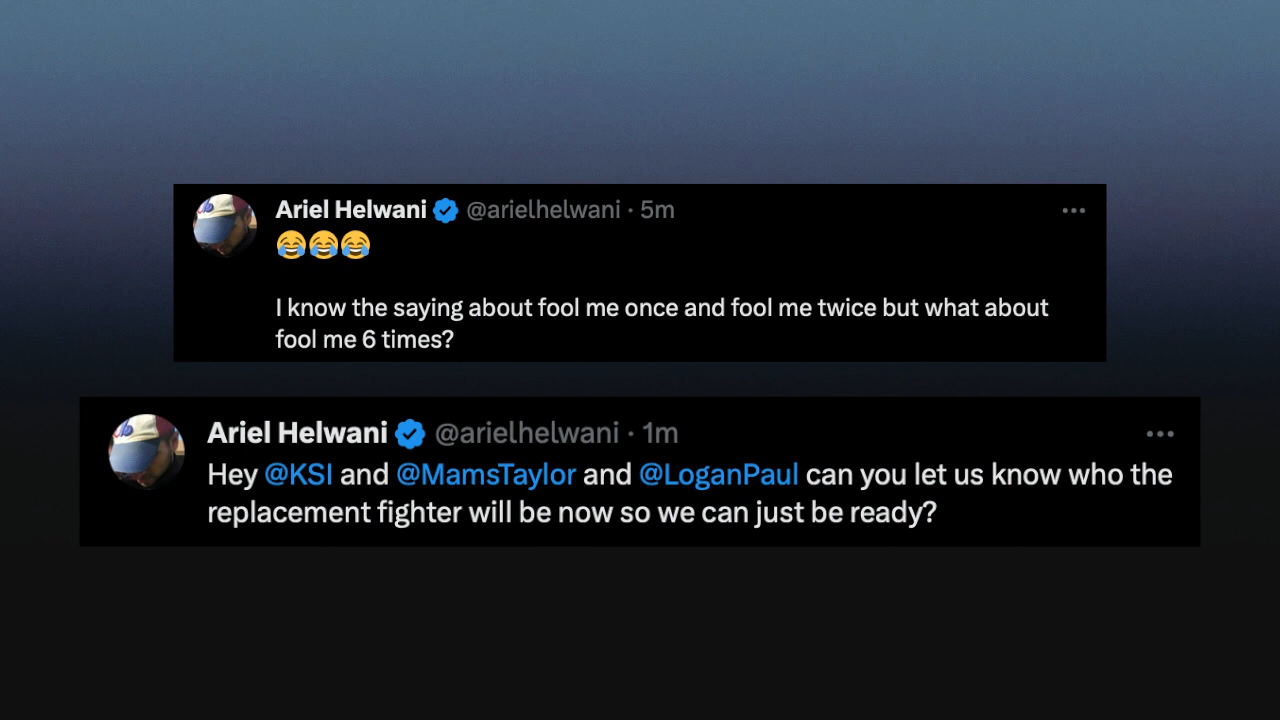 Ariel Helwani @arielhelwani · 5m
😂😂😂
I know the saying about fool me once and fool me twice but what about
fool me 6 times?
Ariel Helwani @arielhelwani · 1m
Hey @KSI and @MamsTaylor and @LoganPaul can you let us know who the
replacement fighter will be now so we can just be ready?